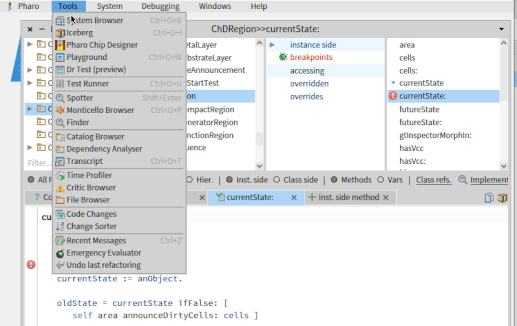 Pharo Tools System Debugging Windows Help
ChDRegion>>currentState:
System Browser Ctrl+O+B
Iceberg Ctrl+O+I
Pharo Chip Designer
Playground Ctrl+O+W
Dr Test (preview)
Test Runner Ctrl+O+U
Spotter Shift+Enter
Monticello Browser Ctrl+O+P
Finder
Catalog Browser
Dependency Analyser
Transcript Ctrl+O+T
Time Profiler
Critic Browser
File Browser
Code Changes
Change Sorter
Recent Messages Ctrl+Z
Emergency Evaluator
Undo last refactoring
etalLayer
bstrateLayer
eAnnouncement
StartTest
on
mpactRegion
neratorRegion
nctionRegion
uence
instance side
breakpoints
accessing
overridden
overrides
area
cells
cells:
currentState
currentState:
futureState
futureState:
gtInspectorMorphIn:
hasVcc
hasVcc:
Filter...
All Hier. Inst. side Class side Methods Vars Class refs. Implement
? Co currentState: × + Inst. side method ×
cu
currentState := anObject.
oldState = currentState ifFalse: [
self area announceDirtyCells: cells ]